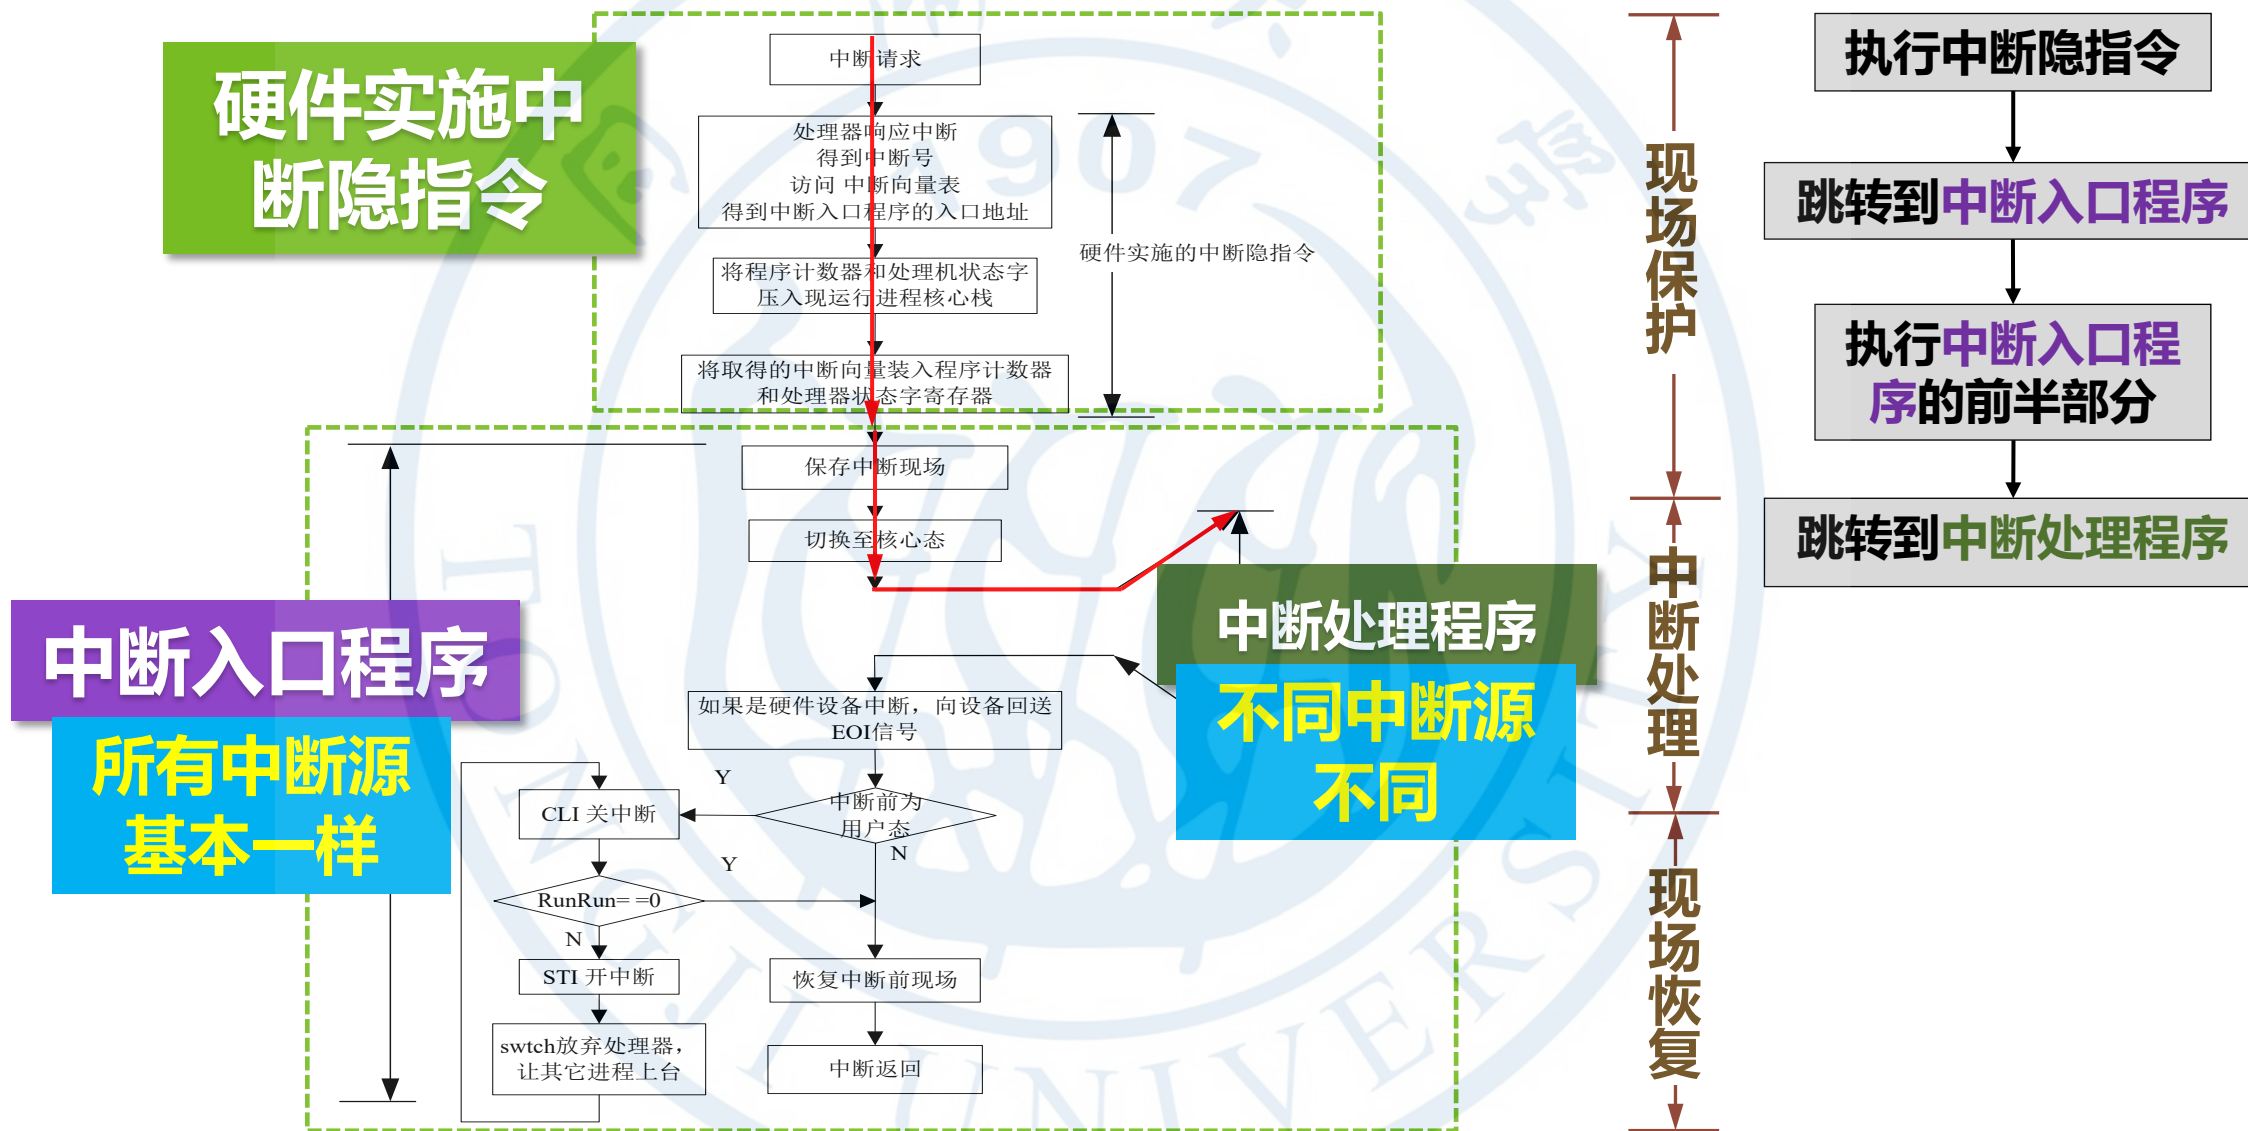 硬件实施中
断隐指令
中断请求
处理器响应中断
得到中断号
访问 中断向量表
得到中断入口程序的入口地址
将程序计数器和处理机状态字
压入现运行进程核心栈
将取得的中断向量装入程序计数器
和处理器状态字寄存器
硬件实施的中断隐指令
保存中断现场
切换至核心态
中断入口程序
所有中断源
基本一样
中断处理程序
不同中断源
不同
如果是硬件设备中断，向设备回送
EOI信号
中断前为
用户态
Y
N
CLI 关中断
RunRun= =0
Y
N
STI 开中断
swtch放弃处理器，
让其它进程上台
恢复中断前现场
中断返回
现场保护
中断处理
现场恢复
执行中断隐指令
跳转到中断入口程序
执行中断入口程
序的前半部分
跳转到中断处理程序
1907
TONGJI UNIVERSITY